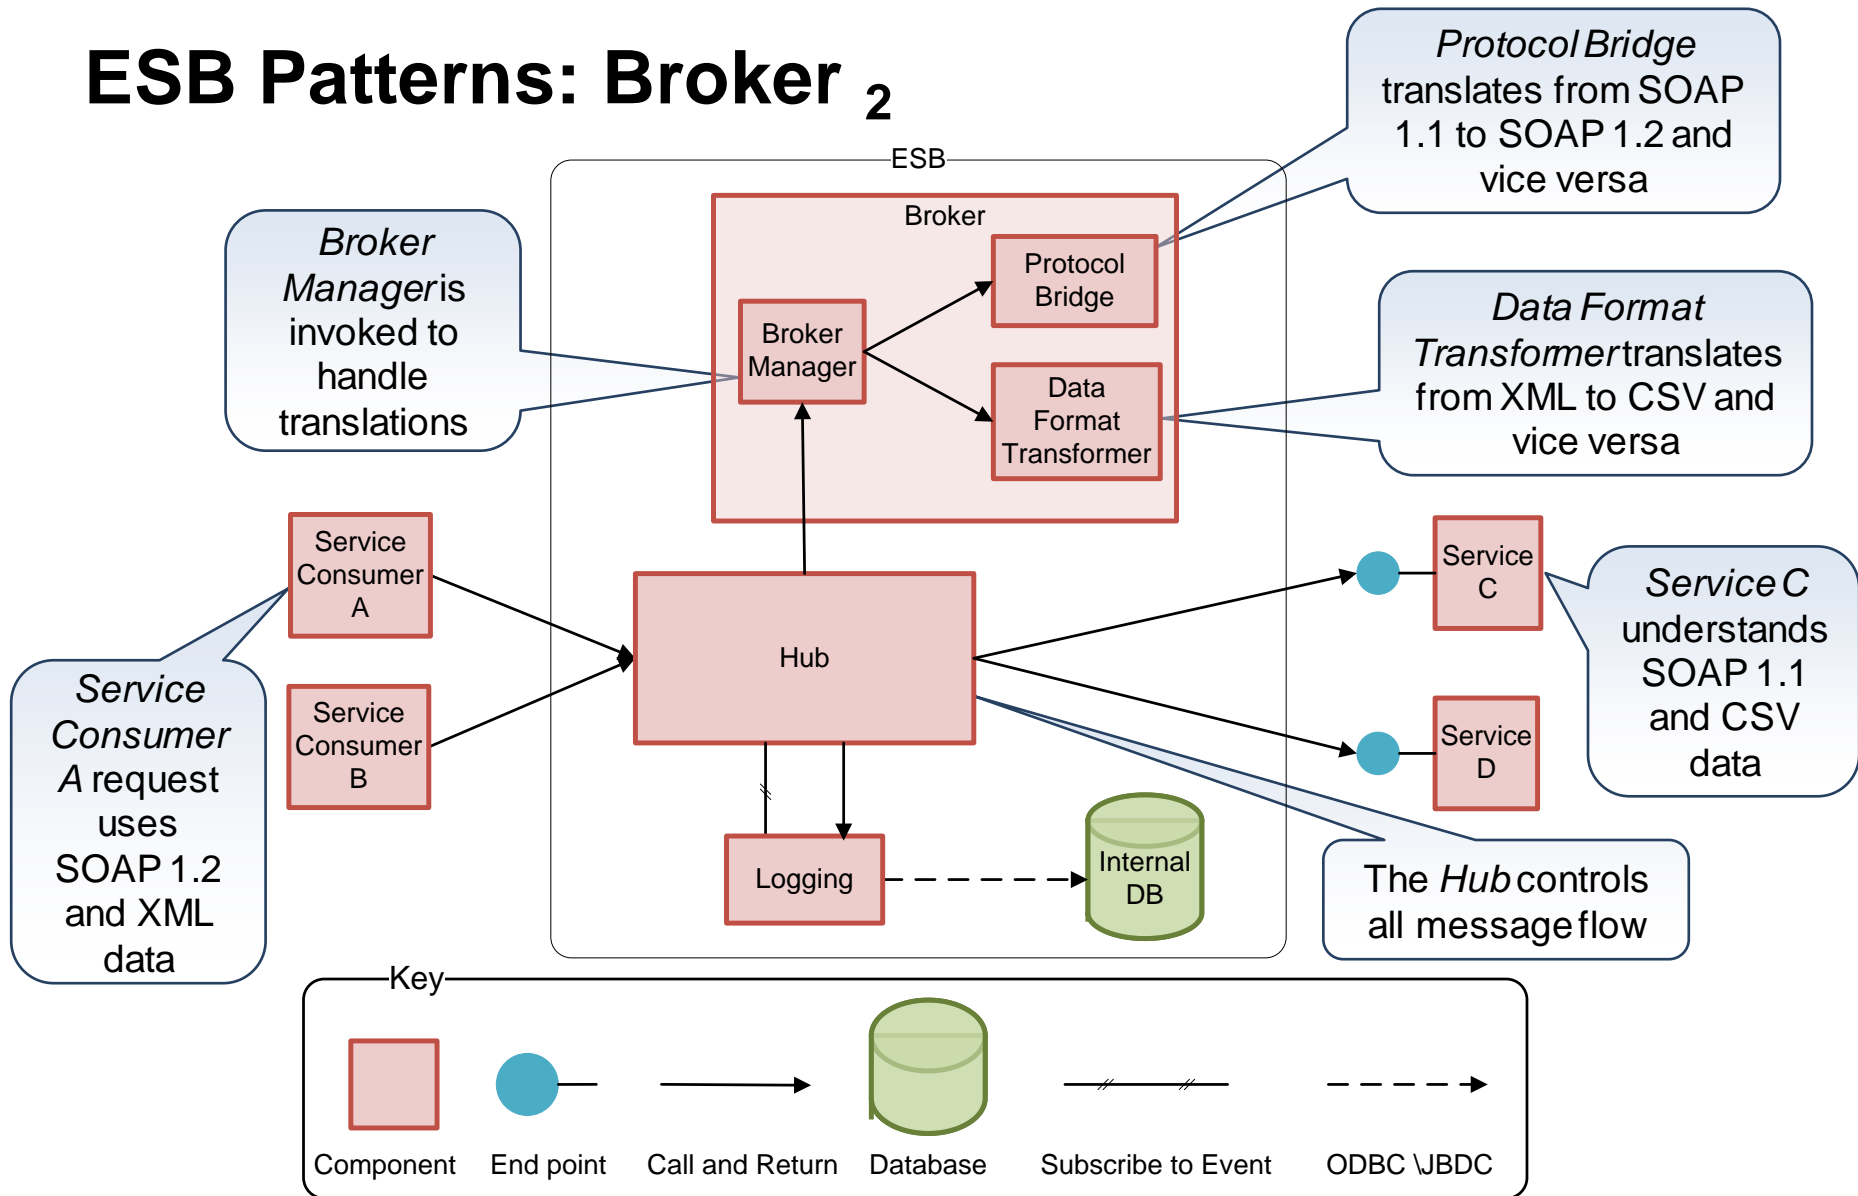 ESB Patterns: Broker 2
Protocol Bridge
translates from SOAP
1.1 to SOAP 1.2 and
vice versa
ESB
Broker
Broker
Manager is
invoked to
handle
translations
Protocol
Bridge
Broker
Manager
Data
Format
Transformer
Data Format
Transformer translates
from XML to CSV and
vice versa
Service
Consumer
A
Service
C
Service C
understands
SOAP 1.1
and CSV
data
Hub
Service
Consumer
A request
uses
SOAP 1.2
and XML
data
Service
Consumer
B
Service
D
Logging
Internal
DB
The Hub controls
all message flow
Key
Component
End point
Call and Return
Database
Subscribe to Event
ODBC \JBDC